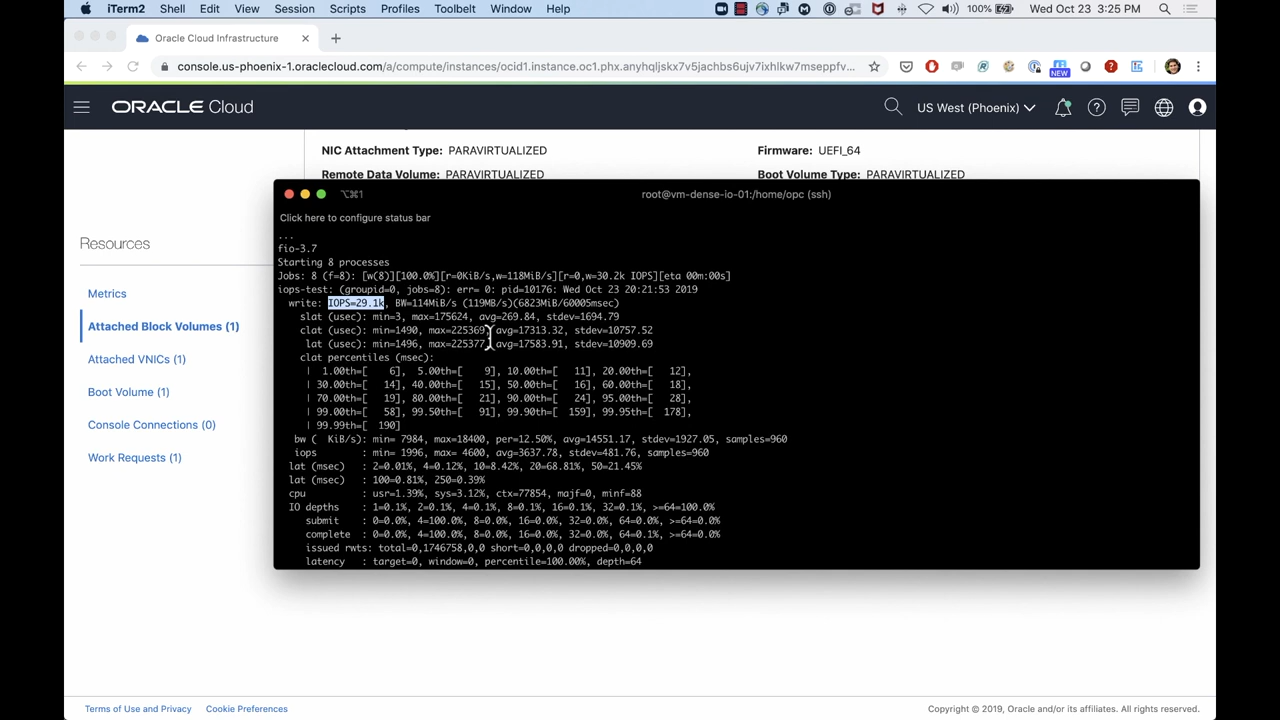 iTerm2 Shell Edit View Session Scripts Profiles Toolbelt Window Help 100% Wed Oct 23 3:25 PM
Oracle Cloud Infrastructure
console.us-phoenix-1.oraclecloud.com/a/compute/instances/ocid1.instance.oc1.phx.anyhqljskx7v5jachbs6ujv7ixhlkw7mseppfv...
NEW
ORACLE Cloud US West (Phoenix)
NIC Attachment Type: PARAVIRTUALIZED Firmware: UEFI_64
Remote Data Volume: PARAVIRTUALIZED Boot Volume Type: PARAVIRTUALIZED
⌥⌘1 root@vm-dense-io-01:/home/opc (ssh)
Click here to configure status bar
...
fio-3.7
Starting 8 processes
Jobs: 8 (f=8): [w(8)][100.0%][r=0KiB/s,w=118MiB/s][r=0,w=30.2k IOPS][eta 00m:00s]
iops-test: (groupid=0, jobs=8): err= 0: pid=10176: Wed Oct 23 20:21:53 2019
write: IOPS=29.1k, BW=114MiB/s (119MB/s)(6823MiB/60005msec)
slat (usec): min=3, max=175624, avg=269.84, stdev=1694.79
clat (usec): min=1490, max=225369, avg=17313.32, stdev=10757.52
lat (usec): min=1496, max=225377, avg=17583.91, stdev=10909.69
clat percentiles (msec):
| 1.00th=[ 6], 5.00th=[ 9], 10.00th=[ 11], 20.00th=[ 12],
| 30.00th=[ 14], 40.00th=[ 15], 50.00th=[ 16], 60.00th=[ 18],
| 70.00th=[ 19], 80.00th=[ 21], 90.00th=[ 24], 95.00th=[ 28],
| 99.00th=[ 58], 99.50th=[ 91], 99.90th=[ 159], 99.95th=[ 178],
| 99.99th=[ 190]
bw ( KiB/s): min= 7984, max=18400, per=12.50%, avg=14551.17, stdev=1927.05, samples=960
iops : min= 1996, max= 4600, avg=3637.78, stdev=481.76, samples=960
lat (msec) : 2=0.01%, 4=0.12%, 10=8.42%, 20=68.81%, 50=21.45%
lat (msec) : 100=0.81%, 250=0.39%
cpu : usr=1.39%, sys=3.12%, ctx=77854, majf=0, minf=88
IO depths : 1=0.1%, 2=0.1%, 4=0.1%, 8=0.1%, 16=0.1%, 32=0.1%, >=64=100.0%
submit : 0=0.0%, 4=100.0%, 8=0.0%, 16=0.0%, 32=0.0%, 64=0.0%, >=64=0.0%
complete : 0=0.0%, 4=100.0%, 8=0.0%, 16=0.0%, 32=0.0%, 64=0.1%, >=64=0.0%
issued rwts: total=0,1746758,0,0 short=0,0,0,0 dropped=0,0,0,0
latency : target=0, window=0, percentile=100.00%, depth=64
Resources
Metrics
Attached Block Volumes (1)
Attached VNICs (1)
Boot Volume (1)
Console Connections (0)
Work Requests (1)
Terms of Use and Privacy Cookie Preferences Copyright © 2019, Oracle and/or its affiliates. All rights reserved.